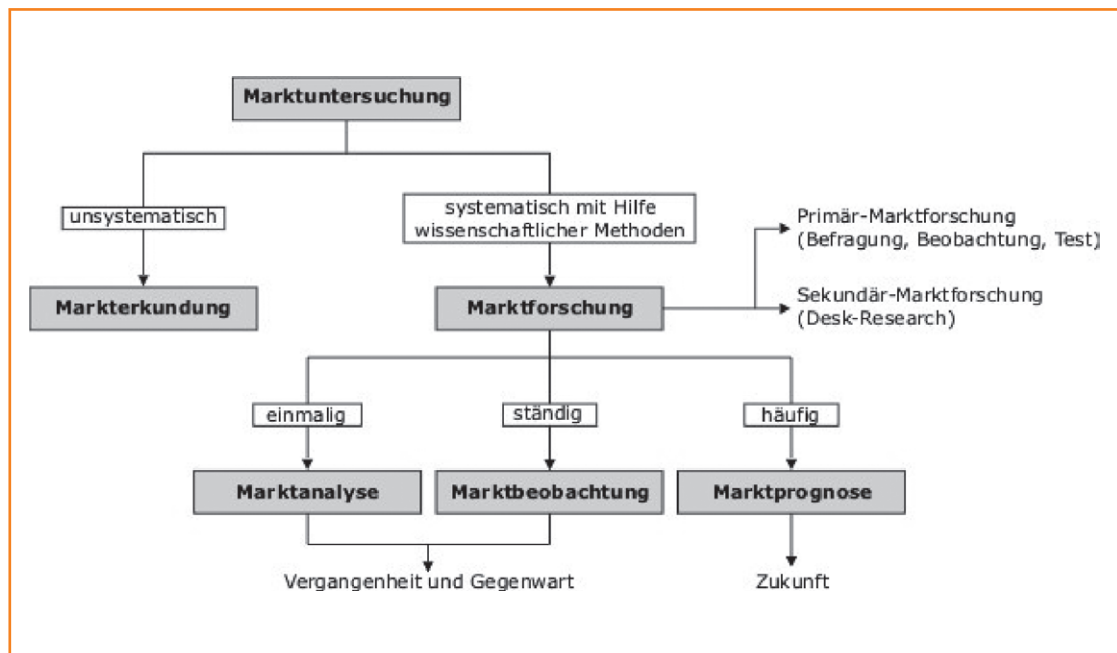 Marktuntersuchung
unsystematisch
systematisch mit Hilfe
wissenschaftlicher Methoden
Primär-Marktforschung
(Befragung, Beobachtung, Test)
Markterkundung
Marktforschung
Sekundär-Marktforschung
(Desk-Research)
einmalig
ständig
häufig
Marktanalyse
Marktbeobachtung
Marktprognose
Vergangenheit und Gegenwart
Zukunft